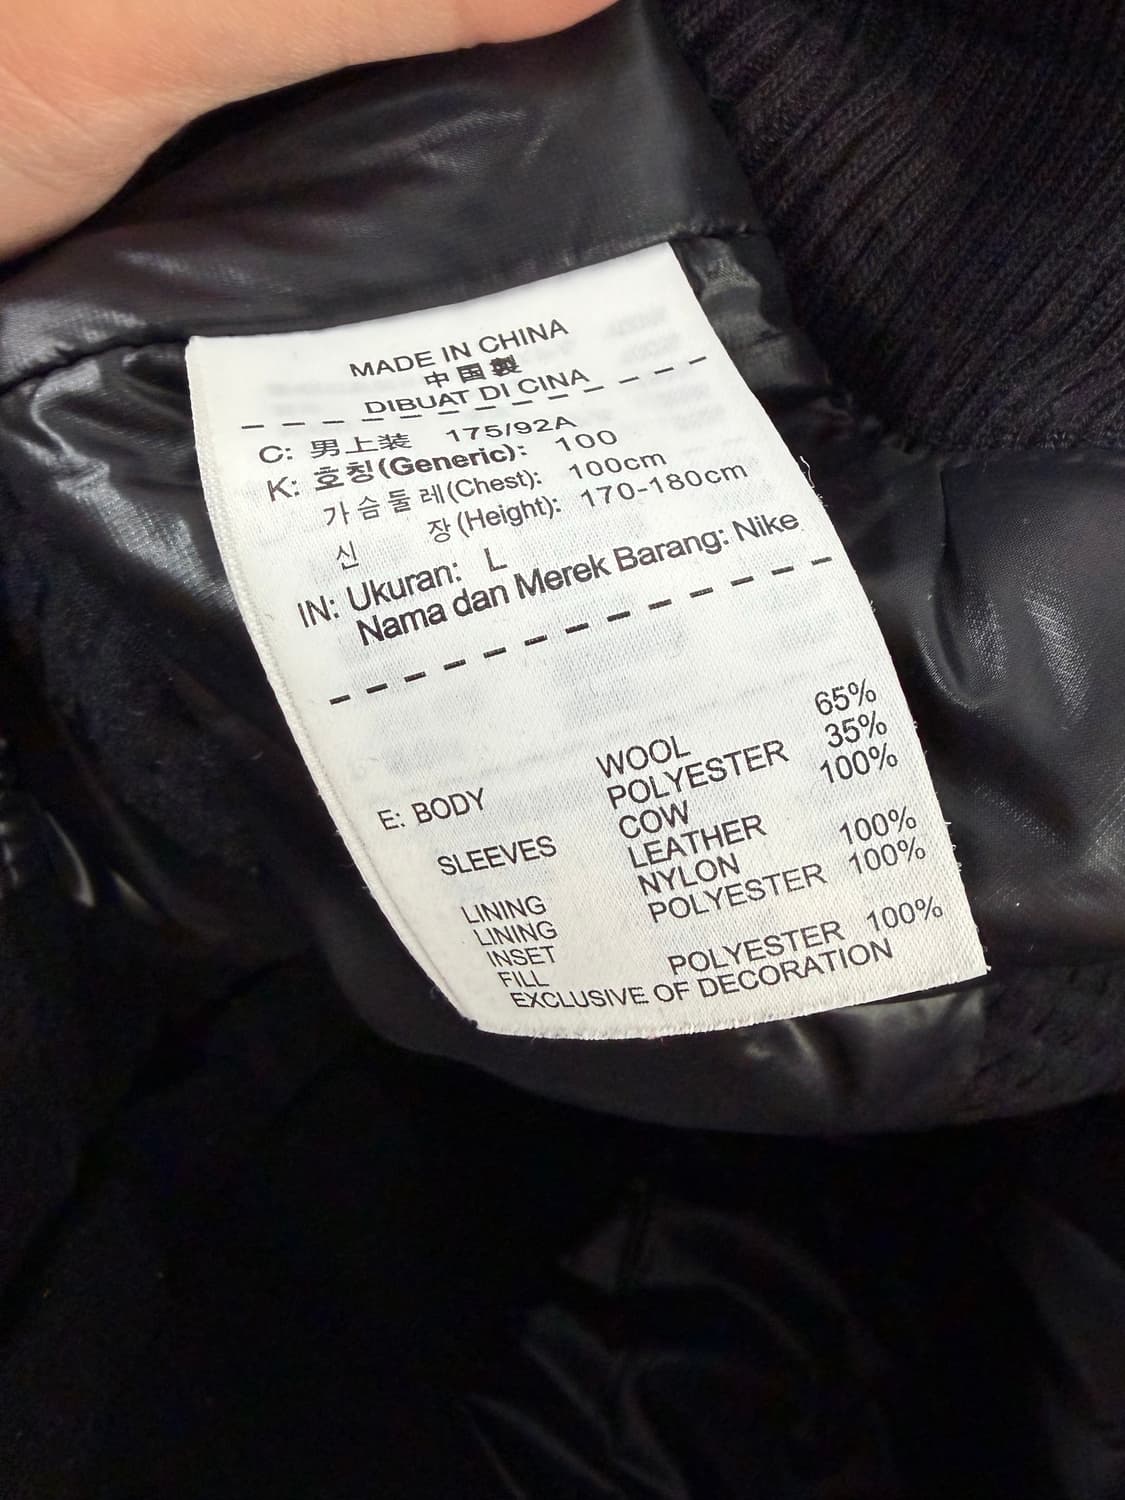 MADE IN CHINA
中国製
DIBUAT DI CINA
C: 男上装 175/92A
K: 호칭(Generic): 100
가슴둘레(Chest): 100cm
신 장(Height): 170-180cm
IN: Ukuran: L
Nama dan Merek Barang: Nike
E: BODY WOOL 65%
POLYESTER 35%
SLEEVES COW 100%
LEATHER
LINING NYLON 100%
LINING POLYESTER 100%
INSET
FILL POLYESTER 100%
EXCLUSIVE OF DECORATION